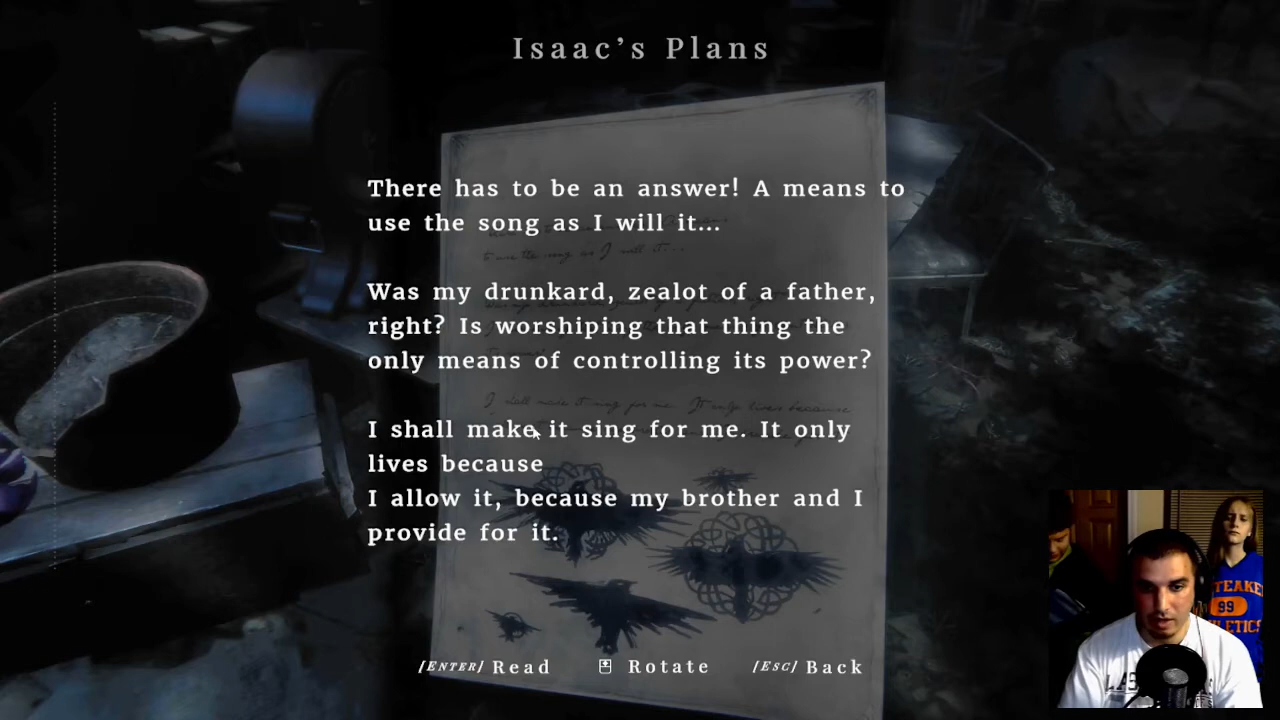 Isaac's Plans
There has to be an answer! A means to
use the song as I will it...
Was my drunkard, zealot of a father,
right? Is worshiping that thing the
only means of controlling its power?
I shall make it sing for me. It only
lives because
I allow it, because my brother and I
provide for it.
[ENTER] Read
Rotate
[ESC] Back
99